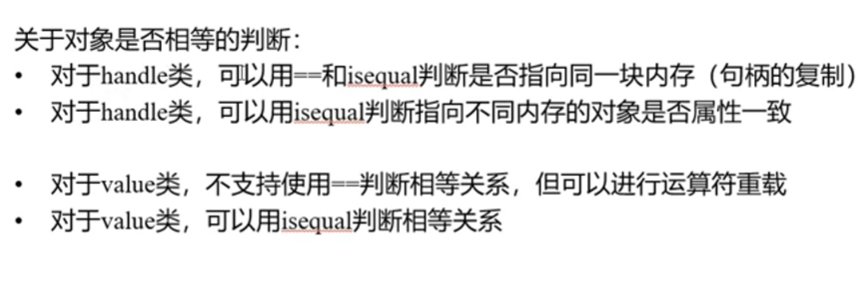 关于对象是否相等的判断：
• 对于handle类，可以用==和isequal判断是否指向同一块内存（句柄的复制）
• 对于handle类，可以用isequal判断指向不同内存的对象是否属性一致
• 对于value类，不支持使用==判断相等关系，但可以进行运算符重载
• 对于value类，可以用isequal判断相等关系